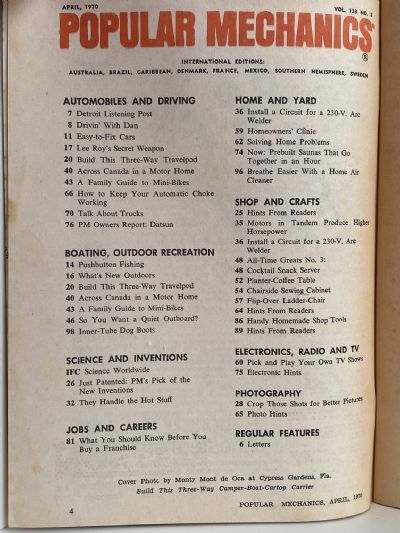 APRIL, 1970
VOL. 133 NO. 2
POPULAR MECHANICS®
INTERNATIONAL EDITIONS:
AUSTRALIA, BRAZIL, CARIBBEAN, DENMARK, FRANCE, MEXICO, SOUTHERN HEMISPHERE, SWEDEN
AUTOMOBILES AND DRIVING
7 Detroit Listening Post
8 Drivin' With Dan
11 Easy-to-Fix Cars
17 Lee Roy's Secret Weapon
20 Build This Three-Way Travelpod
40 Across Canada in a Motor Home
43 A Family Guide to Mini-Bikes
66 How to Keep Your Automatic Choke
Working
70 Talk About Trucks
76 PM Owners Report: Datsun
BOATING, OUTDOOR RECREATION
14 Pushbutton Fishing
16 What's New Outdoors
20 Build This Three-Way Travelpod
40 Across Canada in a Motor Home
43 A Family Guide to Mini-Bikes
46 So You Want a Quiet Outboard?
98 Inner-Tube Dog Boots
SCIENCE AND INVENTIONS
IFC Science Worldwide
26 Just Patented: PM's Pick of the
New Inventions
32 They Handle the Hot Stuff
JOBS AND CAREERS
81 What You Should Know Before You
Buy a Franchise
HOME AND YARD
36 Install a Circuit for a 230-V. Arc
Welder
59 Homeowners' Clinic
62 Solving Home Problems
74 Now: Prebuilt Saunas That Go
Together in an Hour
96 Breathe Easier With a Home Air
Cleaner
SHOP AND CRAFTS
25 Hints From Readers
35 Motors in Tandem Produce Higher
Horsepower
36 Install a Circuit for a 230-V. Arc
Welder
48 All-Time Greats No. 3:
48 Cocktail Snack Server
52 Planter-Coffee Table
54 Chairside Sewing Cabinet
57 Flip-Over Ladder-Chair
64 Hints From Readers
86 Handy Homemade Shop Tools
89 Hints From Readers
ELECTRONICS, RADIO AND TV
60 Pick and Play Your Own TV Shows
75 Electronic Hints
PHOTOGRAPHY
28 Crop Those Shots for Better Pictures
65 Photo Hints
REGULAR FEATURES
6 Letters
Cover Photo by Monty Mont de Oca at Cypress Gardens, Fla.
Build This Three-Way Camper-Boat-Cartop Carrier
4
POPULAR MECHANICS, APRIL, 1970